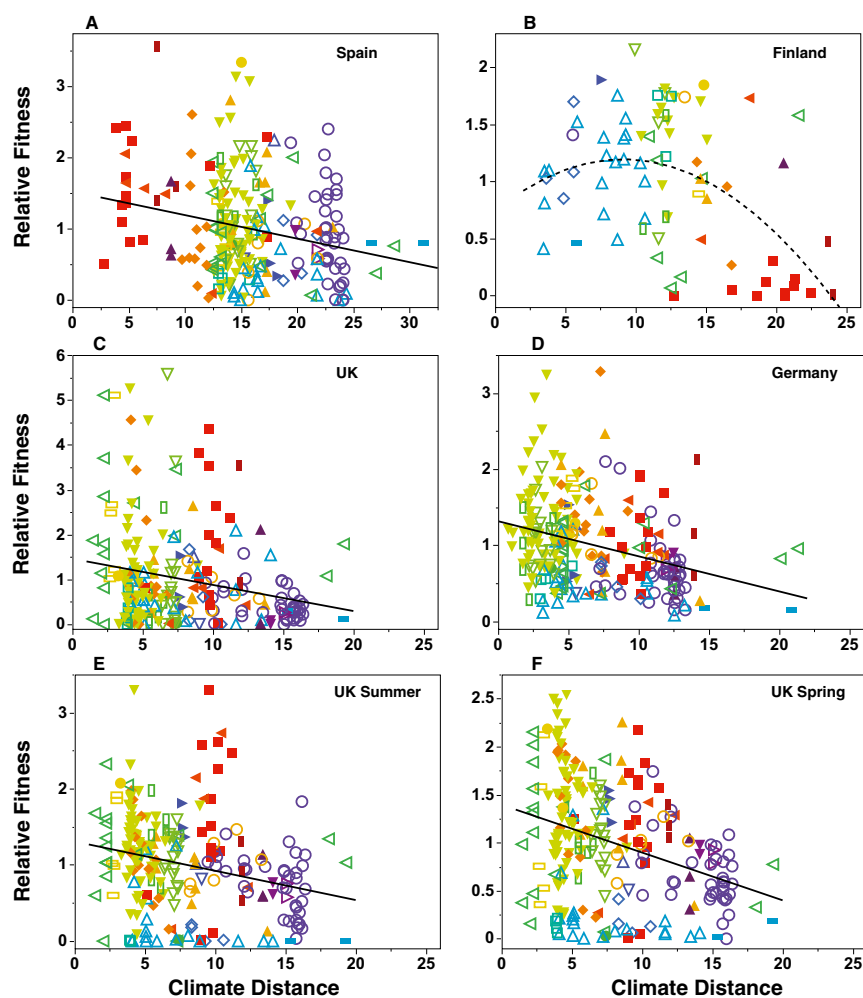 A B
Spain Finland
Relative Fitness
3 2 1 0
2 1.5 1 0.5 0
0 5 10 15 20 25 30
0 5 10 15 20 25
C D
UK Germany
Relative Fitness
6 5 4 3 2 1 0
3 2 1 0
0 5 10 15 20 25
0 5 10 15 20 25
E F
UK Summer UK Spring
Relative Fitness
3 2 1 0
2.5 2 1.5 1 0.5 0
0 5 10 15 20 25
0 5 10 15 20 25
Climate Distance Climate Distance